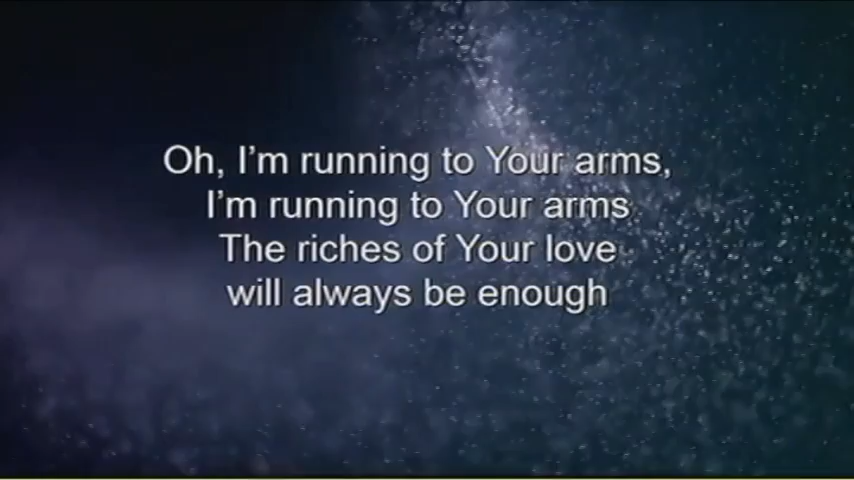 Oh, I'm running to Your arms,
I'm running to Your arms
The riches of Your love
will always be enough